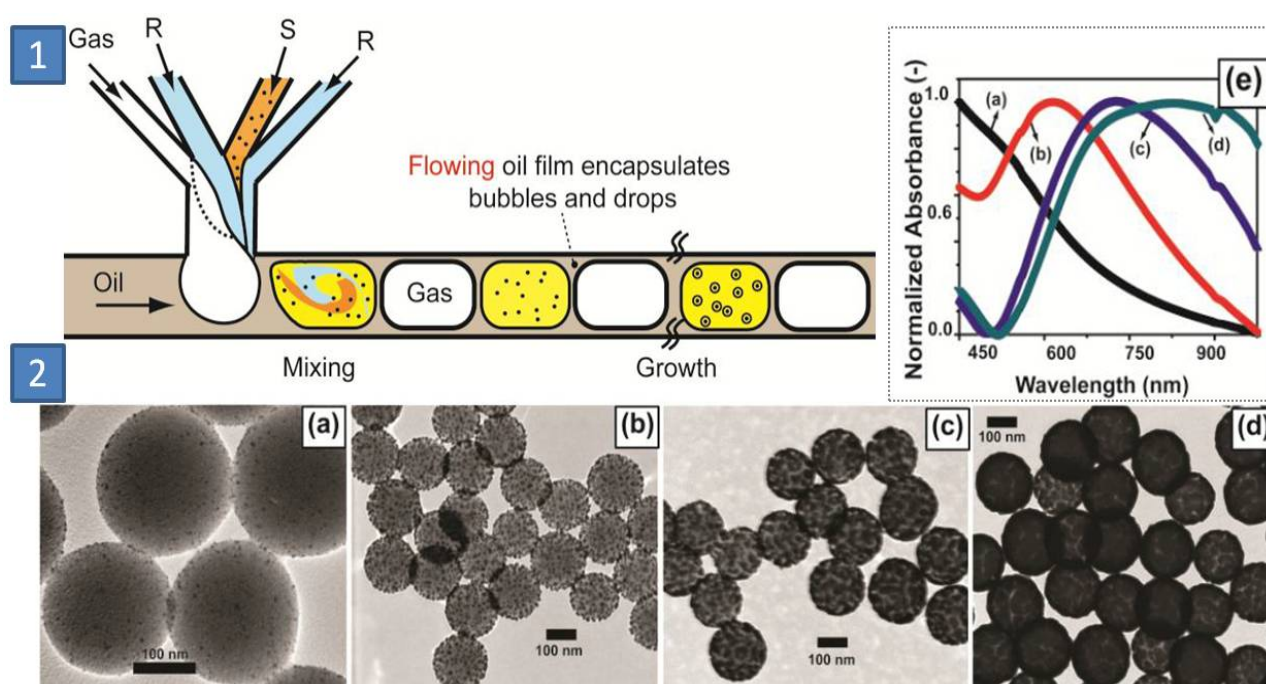 1
Gas
R
S
R
Flowing oil film encapsulates
bubbles and drops
Oil
Gas
Mixing
Growth
(e)
Normalized Absorbance (-)
1.0
0.6
0.0
(a)
(b)
(c)
(d)
450
600
750
900
Wavelength (nm)
2
(a)
100 nm
(b)
100 nm
(c)
100 nm
(d)
100 nm